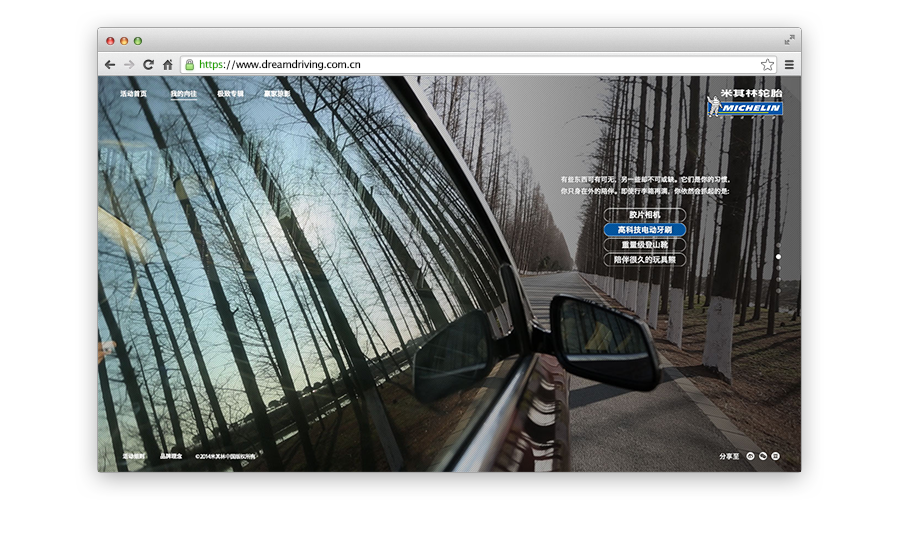 https://www.dreamdriving.com.cn
活动首页 我的向往 极致专辑 赢家掠影
米其林轮胎
MICHELIN
有些东西可有可无，另一些却不可或缺。它们是你的习惯，
你只身在外的陪伴。即使行李箱再满，你依然会抓起的是：
胶片相机
高科技电动牙刷
重量级登山靴
陪伴很久的玩具熊
活动细则 品牌理念 ©2014米其林中国版权所有
分享至